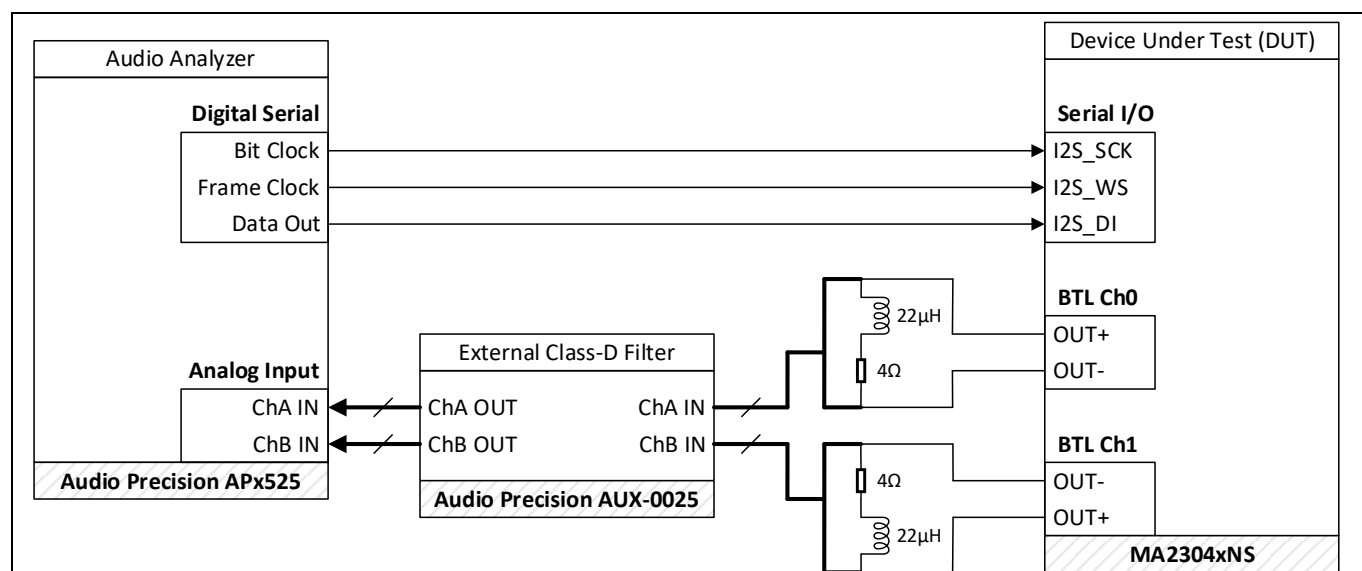 Audio Analyzer
Digital Serial
Bit Clock
Frame Clock
Data Out
Analog Input
ChA IN
ChB IN
Audio Precision APx525
External Class-D Filter
ChA OUT
ChA IN
ChB OUT
ChB IN
Audio Precision AUX-0025
22µH
4Ω
4Ω
22µH
Device Under Test (DUT)
Serial I/O
I2S_SCK
I2S_WS
I2S_DI
BTL Ch0
OUT+
OUT-
BTL Ch1
OUT-
OUT+
MA2304xNS